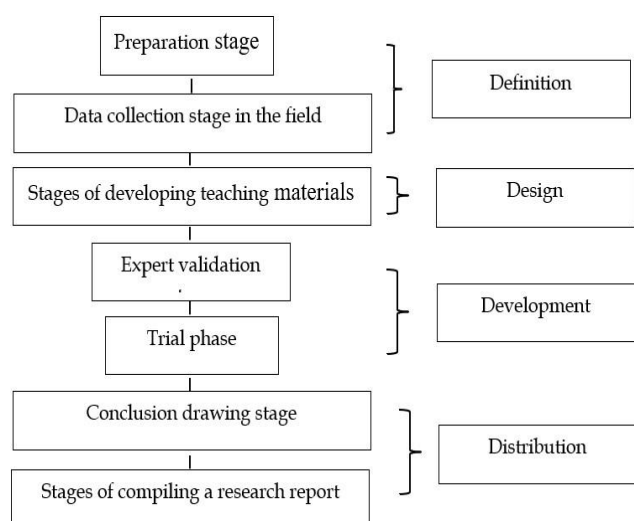 Preparation stage
Definition
Data collection stage in the field
Stages of developing teaching materials
Design
Expert validation
.
Development
Trial phase
Conclusion drawing stage
Distribution
Stages of compiling a research report